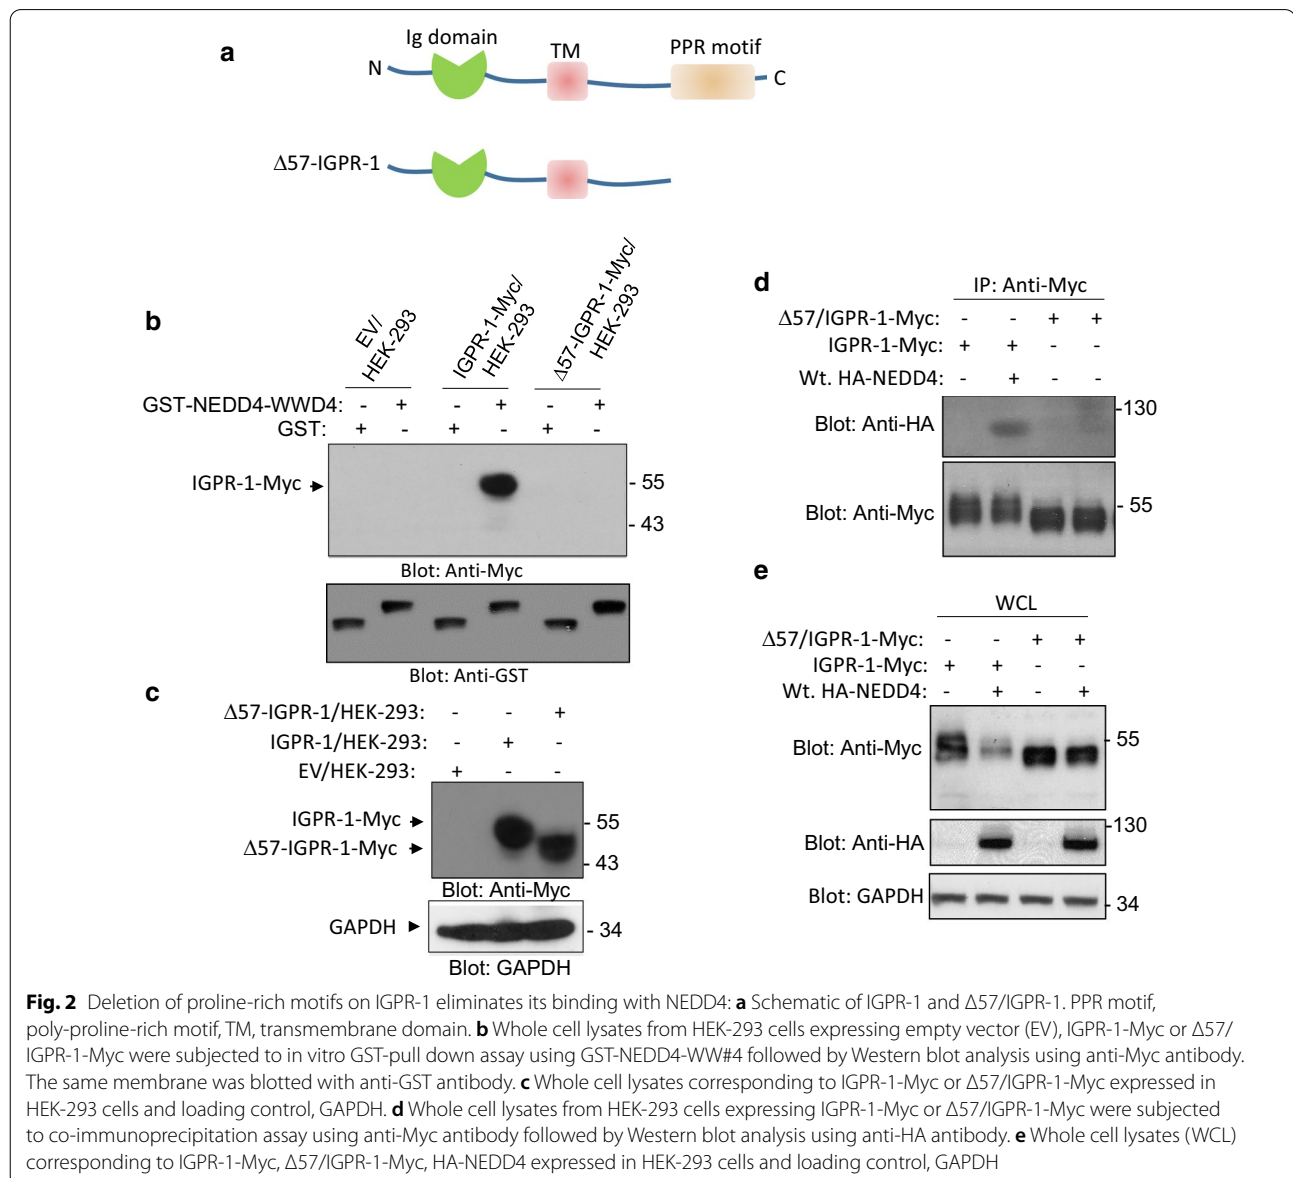 a
Ig domain
TM
PPR motif
N
C
Δ57-IGPR-1
b
EV/
HEK-293
IGPR-1-Myc/
HEK-293
Δ57-IGPR-1-Myc/
HEK-293
GST-NEDD4-WWD4: - + - + - +
GST: + - + - + -
IGPR-1-Myc
- 55
- 43
Blot: Anti-Myc
Blot: Anti-GST
c
Δ57-IGPR-1/HEK-293: - - +
IGPR-1/HEK-293: - + -
EV/HEK-293: + - -
IGPR-1-Myc
Δ57-IGPR-1-Myc
- 55
- 43
Blot: Anti-Myc
GAPDH
- 34
Blot: GAPDH
d
IP: Anti-Myc
Δ57/IGPR-1-Myc: - - + +
IGPR-1-Myc: + + - -
Wt. HA-NEDD4: - + - -
Blot: Anti-HA
-130
Blot: Anti-Myc
- 55
e
WCL
Δ57/IGPR-1-Myc: - - + +
IGPR-1-Myc: + + - -
Wt. HA-NEDD4: - + - +
Blot: Anti-Myc
- 55
Blot: Anti-HA
-130
Blot: GAPDH
- 34
Fig. 2 Deletion of proline-rich motifs on IGPR-1 eliminates its binding with NEDD4: a Schematic of IGPR-1 and Δ57/IGPR-1. PPR motif,
poly-proline-rich motif, TM, transmembrane domain. b Whole cell lysates from HEK-293 cells expressing empty vector (EV), IGPR-1-Myc or Δ57/
IGPR-1-Myc were subjected to in vitro GST-pull down assay using GST-NEDD4-WW#4 followed by Western blot analysis using anti-Myc antibody.
The same membrane was blotted with anti-GST antibody. c Whole cell lysates corresponding to IGPR-1-Myc or Δ57/IGPR-1-Myc expressed in
HEK-293 cells and loading control, GAPDH. d Whole cell lysates from HEK-293 cells expressing IGPR-1-Myc or Δ57/IGPR-1-Myc were subjected
to co-immunoprecipitation assay using anti-Myc antibody followed by Western blot analysis using anti-HA antibody. e Whole cell lysates (WCL)
corresponding to IGPR-1-Myc, Δ57/IGPR-1-Myc, HA-NEDD4 expressed in HEK-293 cells and loading control, GAPDH